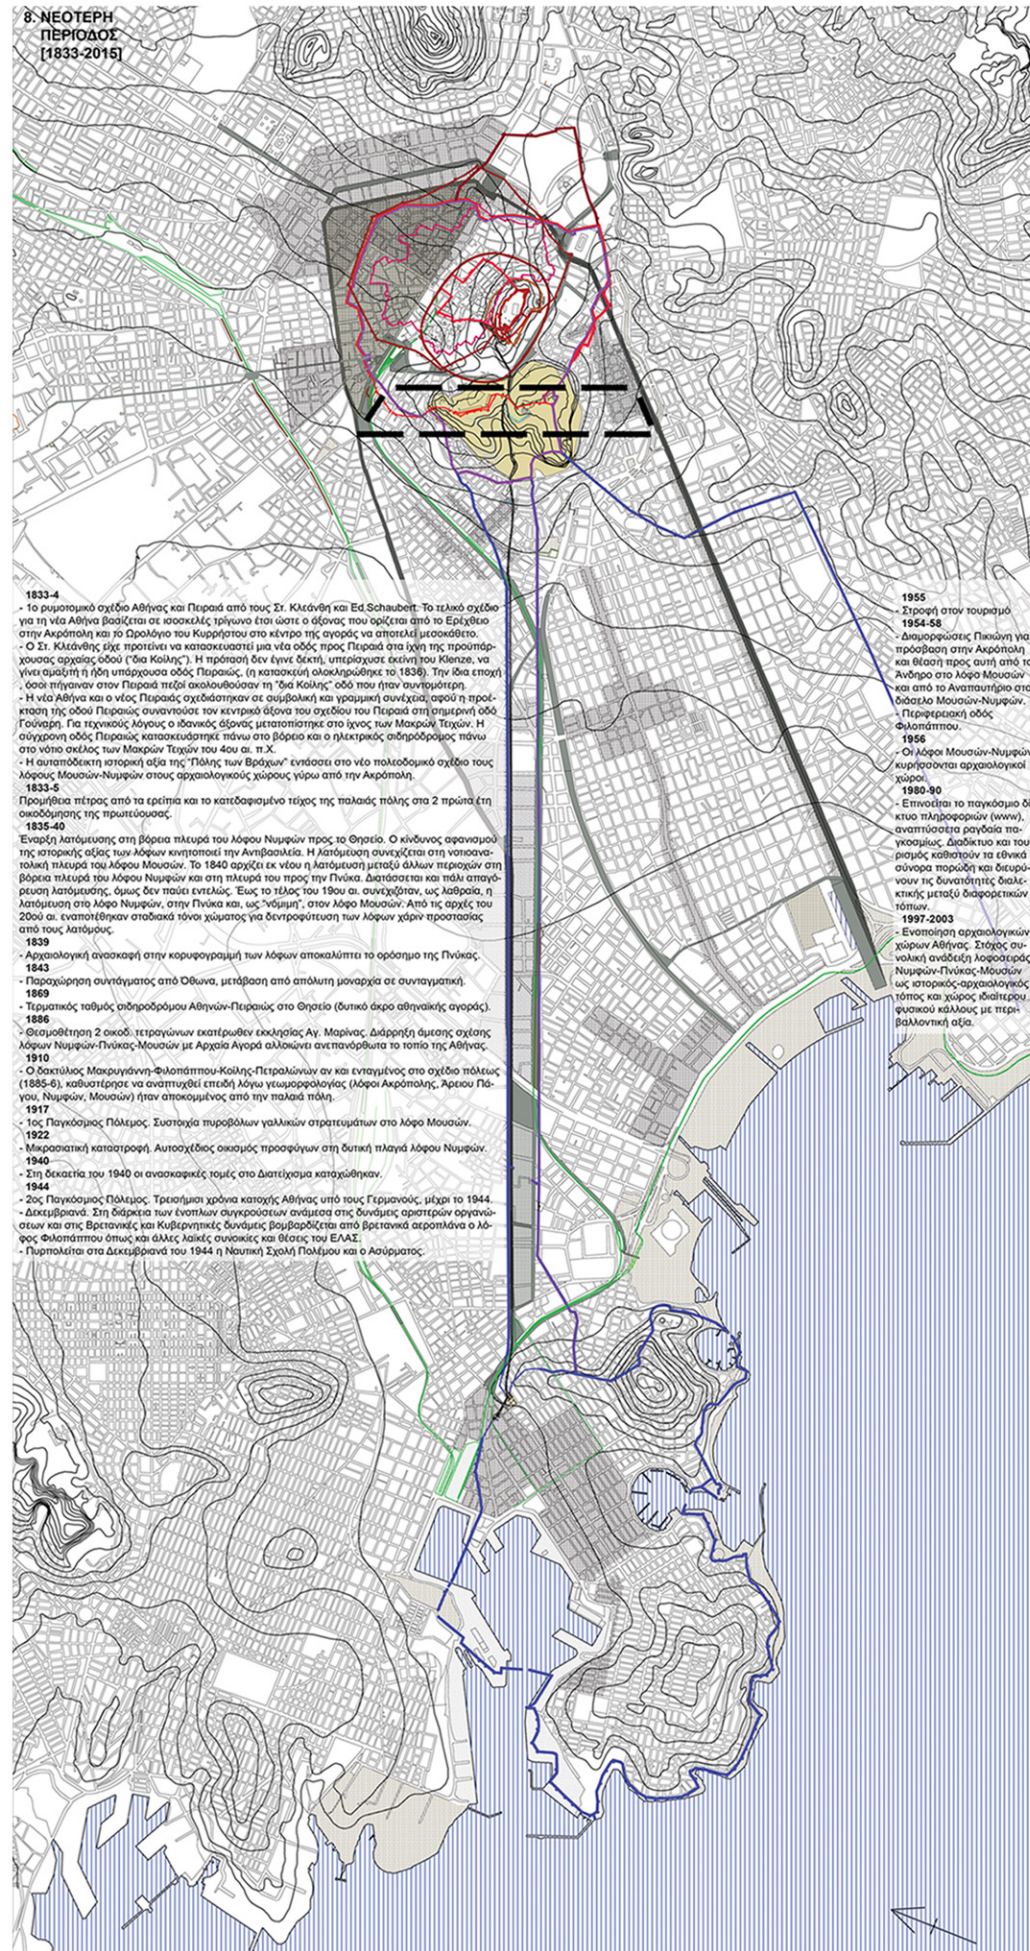 8. ΝΕΟΤΕΡΗ
ΠΕΡΙΟΔΟΣ
[1833-2015]
1833-4
- 1ο ρυμοτομικό σχέδιο Αθήνας και Πειραιά από τους Στ. Κλεάνθη και Ed Schaubert. Το τελικό σχέδιο
για τη νέα Αθήνα βασίζεται σε ισοσκελές τρίγωνο έτσι ώστε ο άξονας που ορίζεται από το Ερέχθειο
στην Ακρόπολη και το Ωρολόγιο του Κυρρήστου στο κέντρο της αγοράς να αποτελεί μεσοκάθετο.
- Ο Στ. Κλεάνθης είχε προτείνει να κατασκευαστεί μια νέα οδός προς Πειραιά στα ίχνη της προϋπάρ-
χουσας αρχαίας οδού ("δια Κοίλης"). Η πρότασή δεν έγινε δεκτή, υπερίσχυσε εκείνη του Klenze, να
γίνει αμαξιτή η ήδη υπάρχουσα οδός Πειραιώς, (η κατασκευή ολοκληρώθηκε το 1836). Την ίδια εποχή
, όσοι πήγαιναν στον Πειραιά πεζοί ακολουθούσαν τη "δια Κοίλης" οδό που ήταν συντομότερη.
- Η νέα Αθήνα και ο νέος Πειραιάς σχεδιάστηκαν σε συμβολική και γραμμική συνέχεια, αφού η προέ-
κταση της οδού Πειραιώς συναντούσε τον κεντρικό άξονα του σχεδίου του Πειραιά στη σημερινή οδό
Γούναρη. Για τεχνικούς λόγους ο ιδανικός άξονας μετατοπίστηκε στο ίχνος των Μακρών Τειχών. Η
σύγχρονη οδός Πειραιώς κατασκευάστηκε πάνω στο βόρειο και ο ηλεκτρικός σιδηρόδρομος πάνω
στο νότιο σκέλος των Μακρών Τειχών του 4ου αι. π.Χ.
- Η αυταπόδεικτη ιστορική αξία της "Πόλης των Βράχων" εντάσσει στο νέο πολεοδομικό σχέδιο τους
λόφους Μουσών-Νυμφών στους αρχαιολογικούς χώρους γύρω από την Ακρόπολη.
1833-5
Προμήθεια πέτρας από τα ερείπια και το κατεδαφισμένο τείχος της παλαιάς πόλης στα 2 πρώτα έτη
οικοδόμησης της πρωτεύουσας.
1835-40
Έναρξη λατόμευσης στη βόρεια πλευρά του λόφου Νυμφών προς το Θησείο. Ο κίνδυνος αφανισμού
της ιστορικής αξίας των λόφων κινητοποιεί την Αντιβασιλεία. Η λατόμευση συνεχίζεται στη νοτιοανα-
τολική πλευρά του λόφου Μουσών. Το 1840 αρχίζει εκ νέου η λατόμευση μεταξύ άλλων περιοχών στη
βόρεια πλευρά του λόφου Νυμφών και στη πλευρά του προς την Πνύκα. Διατάσσεται και πάλι απαγό-
ρευση λατόμευσης, όμως δεν παύει εντελώς. Έως το τέλος του 19ου αι. συνεχιζόταν, ως λαθραία, η
λατόμευση στο λόφο Νυμφών, στην Πνύκα και, ως "νόμιμη", στον λόφο Μουσών. Από τις αρχές του
20ού αι. εναποτέθηκαν σταδιακά τόνοι χώματος για δεντροφύτευση των λόφων χάριν προστασίας
από τους λατόμους.
1839
- Αρχαιολογική ανασκαφή στην κορυφογραμμή των λόφων αποκαλύπτει το ορόσημο της Πνύκας.
1843
- Παραχώρηση συντάγματος από Όθωνα, μετάβαση από απόλυτη μοναρχία σε συνταγματική.
1869
- Τερματικός ταθμός σιδηροδρόμου Αθηνών-Πειραιώς στο Θησείο (δυτικό άκρο αθηναϊκής αγοράς).
1886
- Θεσμοθέτηση 2 οικοδ. τετραγώνων εκατέρωθεν εκκλησίας Αγ. Μαρίνας. Διάρρηξη άμεσης σχέσης
λόφων Νυμφών-Πνύκας-Μουσών με Αρχαία Αγορά αλλοιώνει ανεπανόρθωτα το τοπίο της Αθήνας.
1910
- Ο δακτύλιος Μακρυγιάννη-Φιλοπάππου-Κοίλης-Πετραλώνων αν και ενταγμένος στο σχέδιο πόλεως
(1885-6), καθυστέρησε να αναπτυχθεί επειδή λόγω γεωμορφολογίας (λόφοι Ακρόπολης, Άρειου Πά-
γου, Νυμφών, Μουσών) ήταν αποκομμένος από την παλαιά πόλη.
1917
- 1ος Παγκόσμιος Πόλεμος. Συστοιχία πυροβόλων γαλλικών στρατευμάτων στο λόφο Μουσών.
1922
- Μικρασιατική καταστροφή. Αυτοσχέδιος οικισμός προσφύγων στη δυτική πλαγιά λόφου Νυμφών.
1940
- Στη δεκαετία του 1940 οι ανασκαφικές τομές στο Διατείχισμα καταχώθηκαν.
1944
- 2ος Παγκόσμιος Πόλεμος. Τρεισήμισι χρόνια κατοχής Αθήνας υπό τους Γερμανούς, μέχρι το 1944.
- Δεκεμβριανά. Στη διάρκεια των ένοπλων συγκρούσεων ανάμεσα στις δυνάμεις αριστερών οργανώ-
σεων και στις Βρετανικές και Κυβερνητικές δυνάμεις βομβαρδίζεται από βρετανικά αεροπλάνα ο λό-
φος Φιλοπάππου όπως και άλλες λαϊκές συνοικίες και θέσεις του ΕΛΑΣ.
- Πυρπολείται στα Δεκεμβριανά του 1944 η Ναυτική Σχολή Πολέμου και ο Ασύρματος.
1955
- Στροφή στον τουρισμό
1954-58
- Διαμορφώσεις Πικιώνη για
πρόσβαση στην Ακρόπολη
και θέαση προς αυτή από το
Άνδηρο στο λόφο Μουσών
και από το Αναπαυτήριο στο
διάσελο Μουσών-Νυμφών.
- Περιφερειακή οδός
Φιλοπάππου.
1956
- Οι λόφοι Μουσών-Νυμφών
κυρήσσονται αρχαιολογικοί
χώροι.
1980-90
- Επινοείται το παγκόσμιο δί
κτυο πληροφοριών (www),
αναπτύσσεται ραγδαία πα-
γκοσμίως. Διαδίκτυο και του
ρισμός καθιστούν τα εθνικά
σύνορα πορώδη και διευρύ-
νουν τις δυνατότητες διαλε-
κτικής μεταξύ διαφορετικών
τόπων.
1997-2003
- Ενοποίηση αρχαιολογικών
χώρων Αθήνας. Στόχος συ-
νολική ανάδειξη λοφοσειράς
Νυμφών-Πνύκας-Μουσών
ως ιστορικός-αρχαιολογικός
τόπος και χώρος ιδιαίτερου
φυσικού κάλλους με περι-
βαλλοντική αξία.